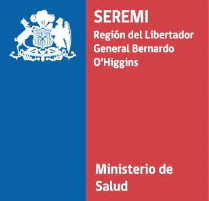 SEREMI
Región del Libertador
General Bernardo
O'Higgins
Ministerio de
Salud